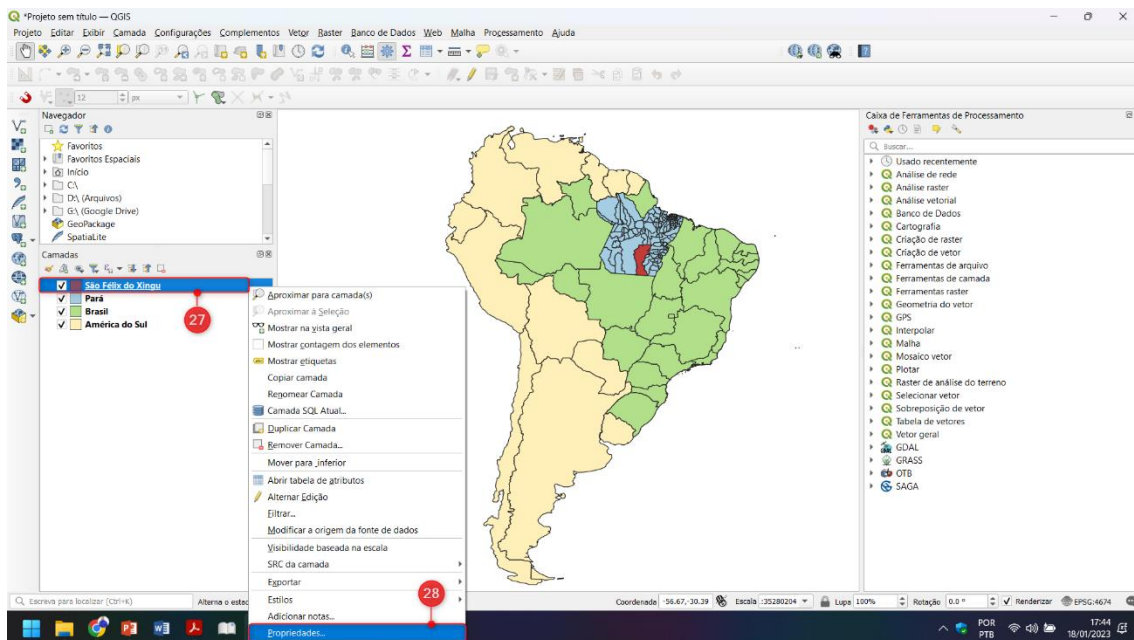 *Projeto sem título — QGIS
Projeto Editar Exibir Camada Configurações Complementos Vetor Raster Banco de Dados Web Malha Processamento Ajuda
12 px
Navegador
Favoritos
Favoritos Espaciais
Início
C:\
D:\ (Arquivos)
G:\ (Google Drive)
GeoPackage
SpatiaLite
Camadas
São Félix do Xingu
Pará
Brasil
América do Sul
27
Aproximar para camada(s)
Aproximar à Seleção
Mostrar na vista geral
Mostrar contagem dos elementos
Mostrar etiquetas
Copiar camada
Renomear Camada
Camada SQL Atual...
Duplicar Camada
Remover Camada...
Mover para _inferior
Abrir tabela de atributos
Alternar Edição
Filtrar...
Modificar a origem da fonte de dados
Visibilidade baseada na escala
SRC da camada
Exportar
Estilos
Adicionar notas...
Propriedades...
28
Caixa de Ferramentas de Processamento
Buscar...
Usado recentemente
Análise de rede
Análise raster
Análise vetorial
Banco de Dados
Cartografia
Criação de raster
Criação de vetor
Ferramentas de arquivo
Ferramentas de camada
Ferramentas raster
Geometria do vetor
GPS
Interpolar
Malha
Mosaico vetor
Plotar
Raster de análise do terreno
Selecionar vetor
Sobreposição de vetor
Tabela de vetores
Vetor geral
GDAL
GRASS
OTB
SAGA
Escreva para localizar (Ctrl+K) Alterna o estad Coordenada -56.67,-30.39 Escala :35280204 Lupa 100% Rotação 0.0 ° Renderizar EPSG:4674
POR
PTB
17:44
18/01/2023